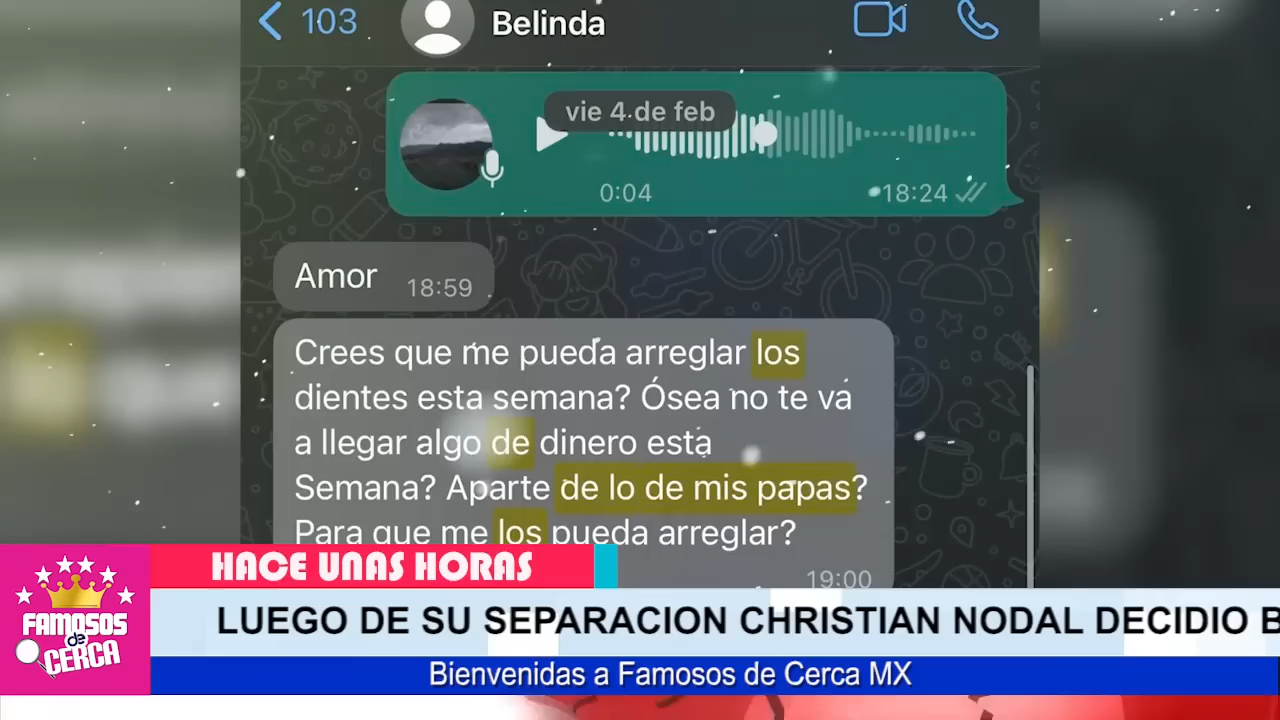 103
Belinda
vie 4 de feb
0:04
18:24
Amor
18:59
Crees que me pueda arreglar los
dientes esta semana? Ósea no te va
a llegar algo de dinero esta
Semana? Aparte de lo de mis papas?
Para que me los pueda arreglar?
19:00
HACE UNAS HORAS
LUEGO DE SU SEPARACION CHRISTIAN NODAL DECIDIO B
Bienvenidas a Famosos de Cerca MX
FAMOSOS
de
CERCA